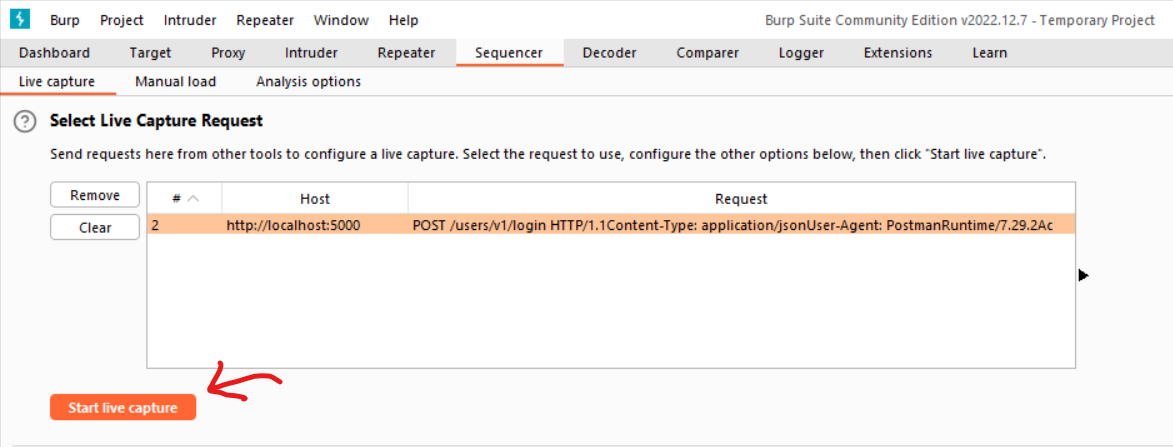 Burp Project Intruder Repeater Window Help Burp Suite Community Edition v2022.12.7 - Temporary Project
Dashboard Target Proxy Intruder Repeater Sequencer Decoder Comparer Logger Extensions Learn
Live capture Manual load Analysis options
? Select Live Capture Request
Send requests here from other tools to configure a live capture. Select the request to use, configure the other options below, then click "Start live capture".
Remove # Host Request
Clear 2 http://localhost:5000 POST /users/v1/login HTTP/1.1Content-Type: application/jsonUser-Agent: PostmanRuntime/7.29.2Ac
Start live capture